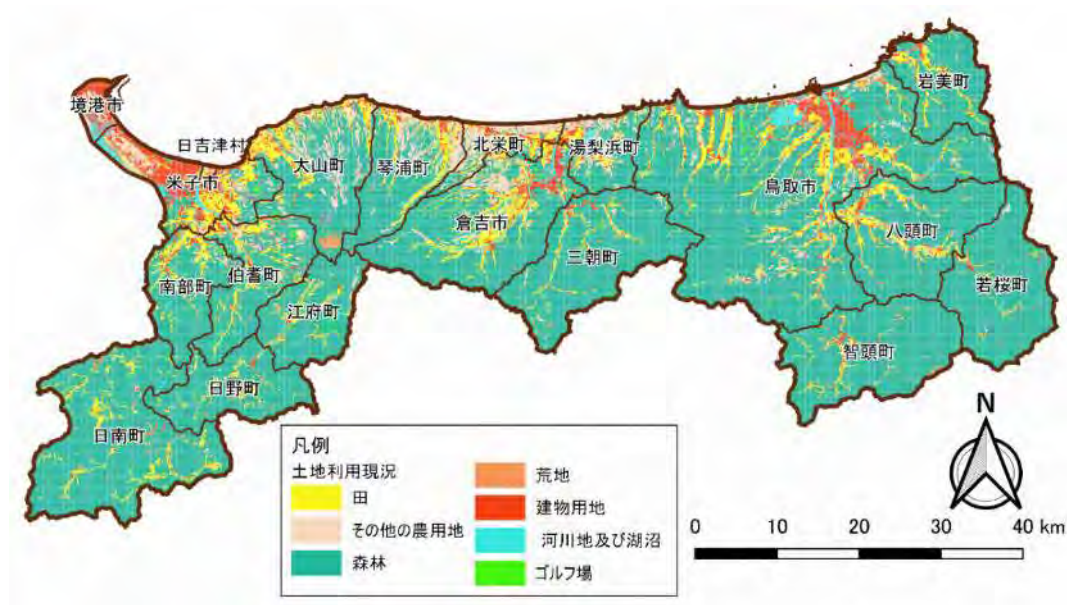 岩美町
境港市
日吉津村
北栄町
湯梨浜町
大山町
琴浦町
米子市
鳥取市
倉吉市
八頭町
三朝町
伯耆町
南部町
若桜町
江府町
智頭町
日野町
日南町
N
凡例
土地利用現況
田
その他の農用地
森林
荒地
建物用地
河川地及び湖沼
ゴルフ場
0 10 20 30 40 km